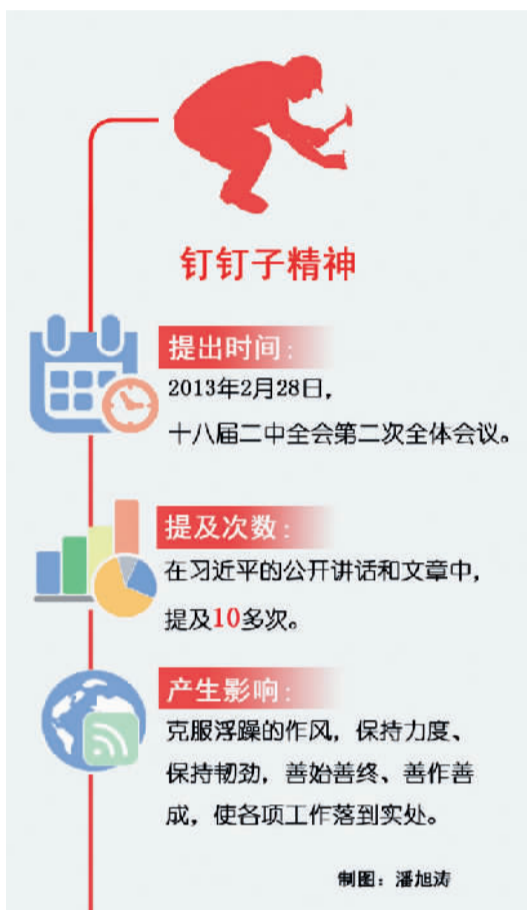 钉钉子精神
提出时间：
2013年2月28日，
十八届二中全会第二次全体会议。
提及次数：
在习近平的公开讲话和文章中，
提及10多次。
产生影响：
克服浮躁的作风，保持力度、
保持韧劲，善始善终、善作善
成，使各项工作落到实处。
制图：潘旭涛